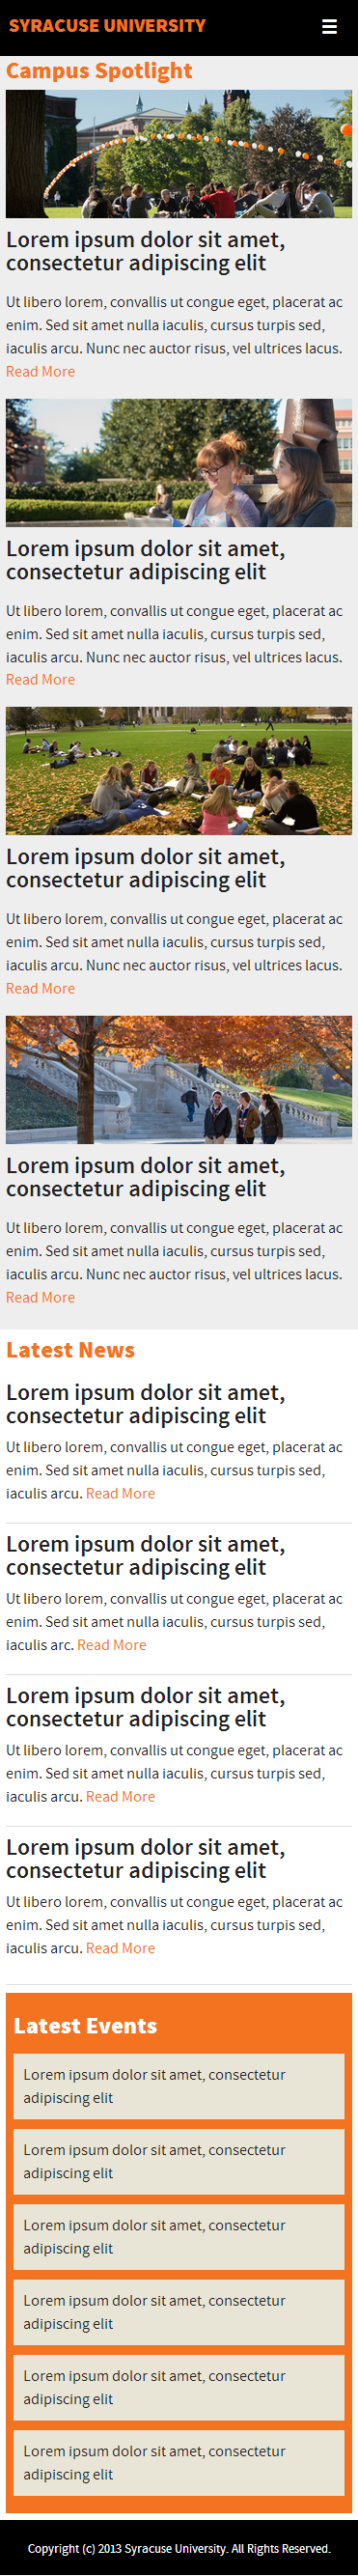 SYRACUSE UNIVERSITY
Campus Spotlight
Lorem ipsum dolor sit amet,
consectetur adipiscing elit
Ut libero lorem, convallis ut congue eget, placerat ac
enim. Sed sit amet nulla iaculis, cursus turpis sed,
iaculis arcu. Nunc nec auctor risus, vel ultrices lacus.
Read More
Lorem ipsum dolor sit amet,
consectetur adipiscing elit
Ut libero lorem, convallis ut congue eget, placerat ac
enim. Sed sit amet nulla iaculis, cursus turpis sed,
iaculis arcu. Nunc nec auctor risus, vel ultrices lacus.
Read More
Lorem ipsum dolor sit amet,
consectetur adipiscing elit
Ut libero lorem, convallis ut congue eget, placerat ac
enim. Sed sit amet nulla iaculis, cursus turpis sed,
iaculis arcu. Nunc nec auctor risus, vel ultrices lacus.
Read More
Lorem ipsum dolor sit amet,
consectetur adipiscing elit
Ut libero lorem, convallis ut congue eget, placerat ac
enim. Sed sit amet nulla iaculis, cursus turpis sed,
iaculis arcu. Nunc nec auctor risus, vel ultrices lacus.
Read More
Latest News
Lorem ipsum dolor sit amet,
consectetur adipiscing elit
Ut libero lorem, convallis ut congue eget, placerat ac
enim. Sed sit amet nulla iaculis, cursus turpis sed,
iaculis arcu. Read More
Lorem ipsum dolor sit amet,
consectetur adipiscing elit
Ut libero lorem, convallis ut congue eget, placerat ac
enim. Sed sit amet nulla iaculis, cursus turpis sed,
iaculis arc. Read More
Lorem ipsum dolor sit amet,
consectetur adipiscing elit
Ut libero lorem, convallis ut congue eget, placerat ac
enim. Sed sit amet nulla iaculis, cursus turpis sed,
iaculis arcu. Read More
Lorem ipsum dolor sit amet,
consectetur adipiscing elit
Ut libero lorem, convallis ut congue eget, placerat ac
enim. Sed sit amet nulla iaculis, cursus turpis sed,
iaculis arcu. Read More
Latest Events
Lorem ipsum dolor sit amet, consectetur
adipiscing elit
Lorem ipsum dolor sit amet, consectetur
adipiscing elit
Lorem ipsum dolor sit amet, consectetur
adipiscing elit
Lorem ipsum dolor sit amet, consectetur
adipiscing elit
Lorem ipsum dolor sit amet, consectetur
adipiscing elit
Lorem ipsum dolor sit amet, consectetur
adipiscing elit
Copyright (c) 2013 Syracuse University. All Rights Reserved.